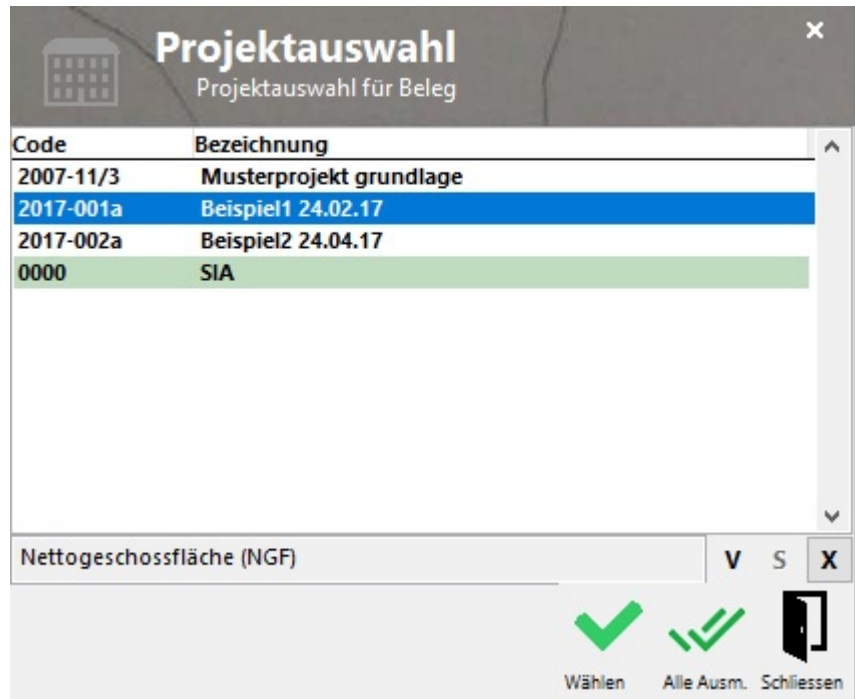 Projektauswahl
Projektauswahl für Beleg
Code Bezeichnung
2007-11/3 Musterprojekt grundlage
2017-001a Beispiel1 24.02.17
2017-002a Beispiel2 24.04.17
0000 SIA
Nettogeschossfläche (NGF) V S X
Wählen Alle Ausm. Schliessen